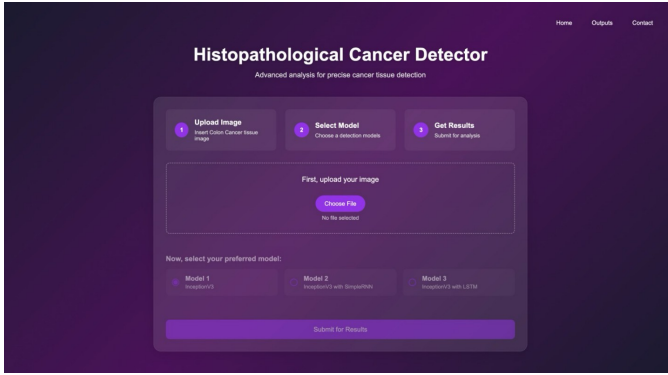 Home Outputs Contact
Histopathological Cancer Detector
Advanced analysis for precise cancer tissue detection
1
Upload Image
Insert Colon Cancer tissue
image
2
Select Model
Choose a detection models
3
Get Results
Submit for analysis
First, upload your image
Choose File
No file selected
Now, select your preferred model:
Model 1
InceptionV3
Model 2
InceptionV3 with SimpleRNN
Model 3
InceptionV3 with LSTM
Submit for Results